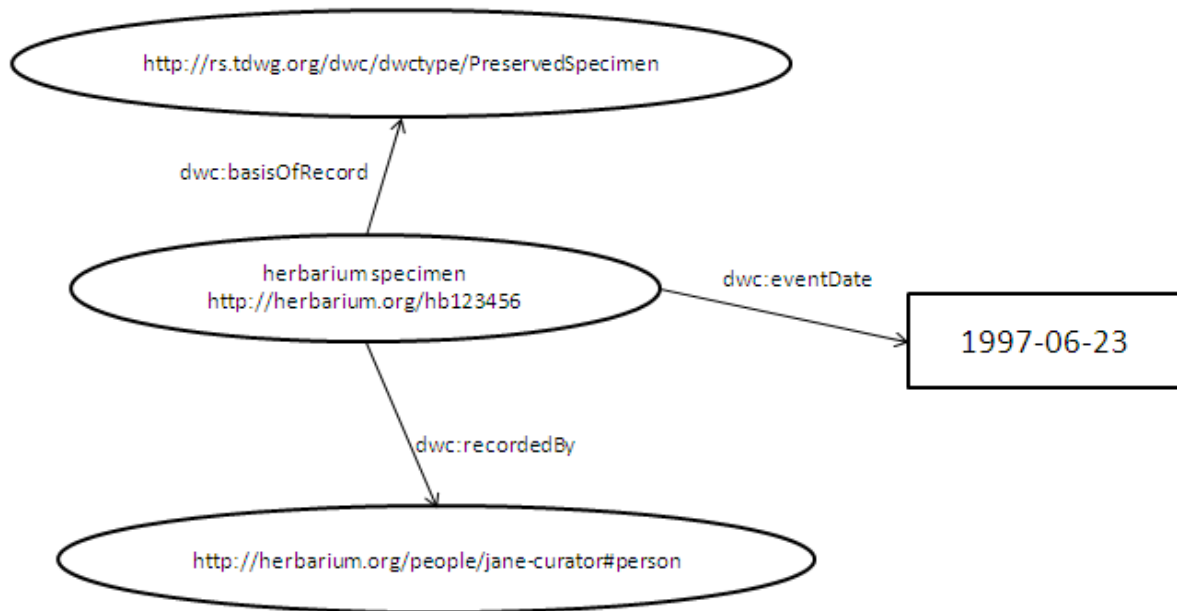 http://rs.tdwg.org/dwc/dwctype/PreservedSpecimen
dwc:basisOfRecord
herbarium specimen
http://herbarium.org/hb123456
dwc:eventDate
1997-06-23
dwc:recordedBy
http://herbarium.org/people/jane-curator#person